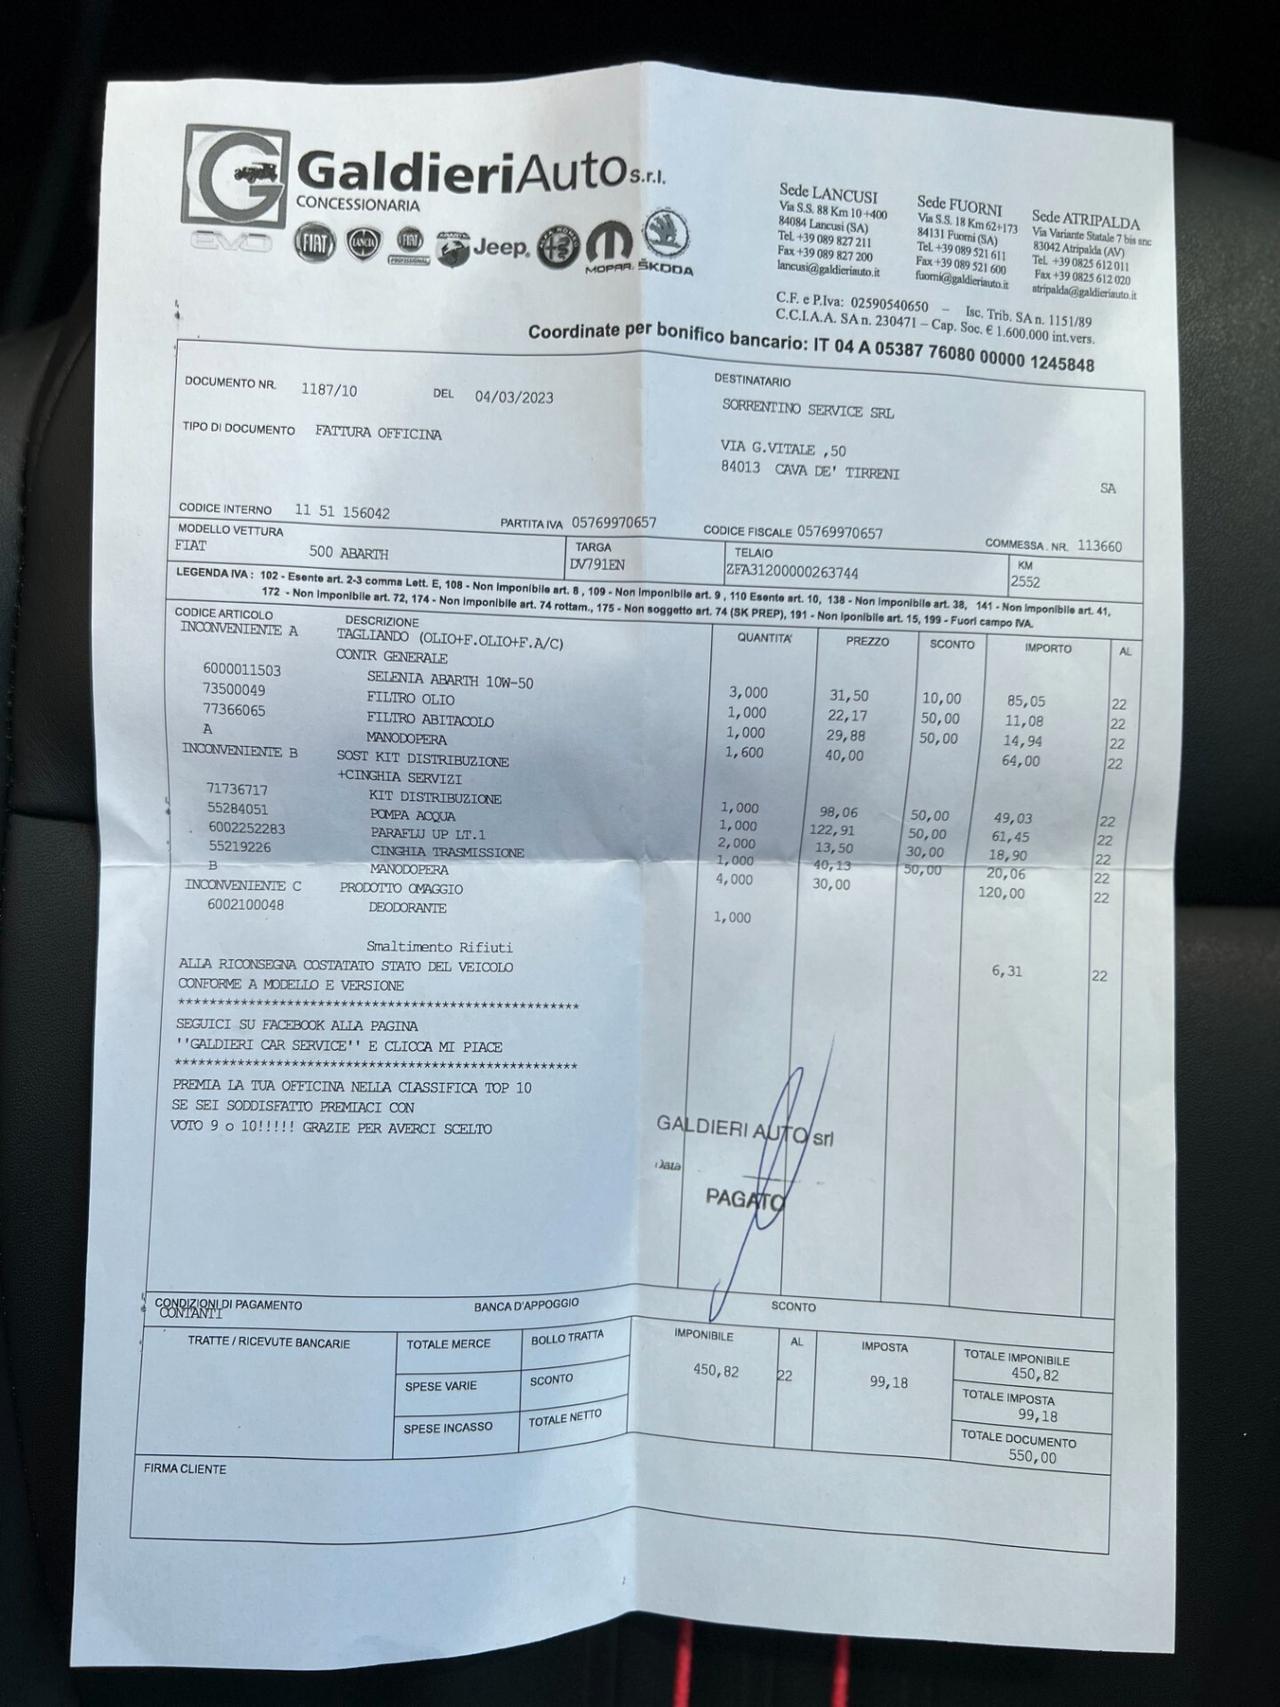 GaldieriAuto s.r.l.
CONCESSIONARIA
EVO FIAT LANCIA FIAT PROFESSIONAL ABARTH Jeep ALFA ROMEO MOPAR. ŠKODA
Sede LANCUSI
Via S.S. 88 Km 10+400
84084 Lancusi (SA)
Tel. +39 089 827 211
Fax +39 089 827 200
lancusi@galdieriauto.it
Sede FUORNI
Via S.S. 18 Km 62+173
84131 Fuorni (SA)
Tel. +39 089 521 611
Fax +39 089 521 600
fuorni@galdieriauto.it
Sede ATRIPALDA
Via Variante Statale 7 bis snc
83042 Atripalda (AV)
Tel. +39 0825 612 011
Fax +39 0825 612 020
atripalda@galdieriauto.it
C.F. e P.Iva: 02590540650 – Isc. Trib. SA n. 1151/89
C.C.I.A.A. SA n. 230471 – Cap. Soc. € 1.600.000 int.vers.
Coordinate per bonifico bancario: IT 04 A 05387 76080 00000 1245848
DOCUMENTO NR. 1187/10 DEL 04/03/2023
TIPO DI DOCUMENTO FATTURA OFFICINA
DESTINATARIO
SORRENTINO SERVICE SRL
VIA G.VITALE ,50
84013 CAVA DE' TIRRENI
SA
CODICE INTERNO 11 51 156042 PARTITA IVA 05769970657 CODICE FISCALE 05769970657 COMMESSA. NR. 113660
MODELLO VETTURA TARGA TELAIO KM
FIAT 500 ABARTH DV791EN ZFA31200000263744 2552
LEGENDA IVA : 102 - Esente art. 2-3 comma Lett. E, 108 - Non Imponibile art. 8 , 109 - Non Imponibile art. 9 , 110 Esente art. 10, 138 - Non Imponibile art. 38, 141 - Non Imponibile art. 41,
172 - Non Imponibile art. 72, 174 - Non Imponibile art. 74 rottam., 175 - Non soggetto art. 74 (SK PREP), 191 - Non Iponibile art. 15, 199 - Fuori campo IVA.
CODICE ARTICOLO DESCRIZIONE QUANTITA' PREZZO SCONTO IMPORTO AL
INCONVENIENTE A TAGLIANDO (OLIO+F.OLIO+F.A/C)
CONTR GENERALE
6000011503 SELENIA ABARTH 10W-50 3,000 31,50 10,00 85,05 22
73500049 FILTRO OLIO 1,000 22,17 50,00 11,08 22
77366065 FILTRO ABITACOLO 1,000 29,88 50,00 14,94 22
A MANODOPERA 1,600 40,00 64,00 22
INCONVENIENTE B SOST KIT DISTRIBUZIONE
+CINGHIA SERVIZI
71736717 KIT DISTRIBUZIONE 1,000 98,06 50,00 49,03 22
55284051 POMPA ACQUA 1,000 122,91 50,00 61,45 22
6002252283 PARAFLU UP LT.1 2,000 13,50 30,00 18,90 22
55219226 CINGHIA TRASMISSIONE 1,000 40,13 50,00 20,06 22
B MANODOPERA 4,000 30,00 120,00 22
INCONVENIENTE C PRODOTTO OMAGGIO
6002100048 DEODORANTE 1,000
Smaltimento Rifiuti 6,31 22
ALLA RICONSEGNA COSTATATO STATO DEL VEICOLO
CONFORME A MODELLO E VERSIONE
**************************************************
SEGUICI SU FACEBOOK ALLA PAGINA
''GALDIERI CAR SERVICE'' E CLICCA MI PIACE
**************************************************
PREMIA LA TUA OFFICINA NELLA CLASSIFICA TOP 10
SE SEI SODDISFATTO PREMIACI CON
VOTO 9 o 10!!!!! GRAZIE PER AVERCI SCELTO
GALDIERI AUTO srl
Data
PAGATO
CONDIZIONI DI PAGAMENTO BANCA D'APPOGGIO SCONTO
CONTANTI
TRATTE / RICEVUTE BANCARIE TOTALE MERCE BOLLO TRATTA IMPONIBILE AL IMPOSTA TOTALE IMPONIBILE
450,82 22 99,18 450,82
SPESE VARIE SCONTO TOTALE IMPOSTA
99,18
SPESE INCASSO TOTALE NETTO TOTALE DOCUMENTO
550,00
FIRMA CLIENTE